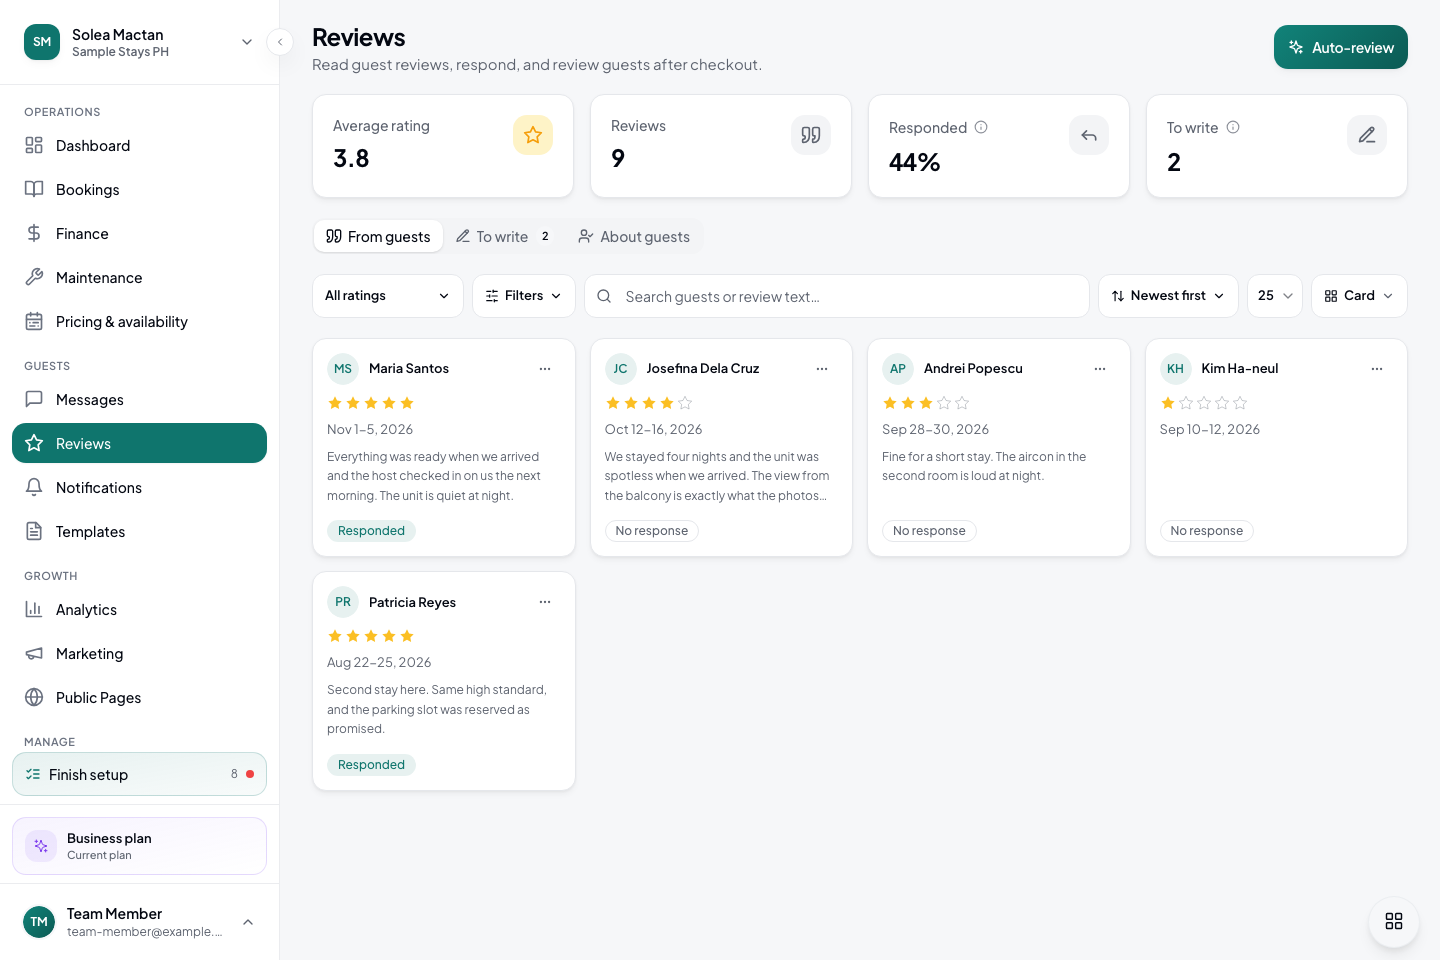 SM
Solea Mactan
Sample Stays PH
OPERATIONS
Dashboard
Bookings
Finance
Maintenance
Pricing & availability
GUESTS
Messages
Reviews
Notifications
Templates
GROWTH
Analytics
Marketing
Public Pages
MANAGE
Finish setup 8
Business plan
Current plan
TM
Team Member
team-member@example....
Reviews
Read guest reviews, respond, and review guests after checkout.
Auto-review
Average rating
3.8
Reviews
9
Responded
44%
To write
2
From guests
To write 2
About guests
All ratings
Filters
Search guests or review text...
Newest first
25
Card
MS Maria Santos
Nov 1–5, 2026
Everything was ready when we arrived
and the host checked in on us the next
morning. The unit is quiet at night.
Responded
JC Josefina Dela Cruz
Oct 12–16, 2026
We stayed four nights and the unit was
spotless when we arrived. The view from
the balcony is exactly what the photos...
No response
AP Andrei Popescu
Sep 28–30, 2026
Fine for a short stay. The aircon in the
second room is loud at night.
No response
KH Kim Ha-neul
Sep 10–12, 2026
No response
PR Patricia Reyes
Aug 22–25, 2026
Second stay here. Same high standard,
and the parking slot was reserved as
promised.
Responded